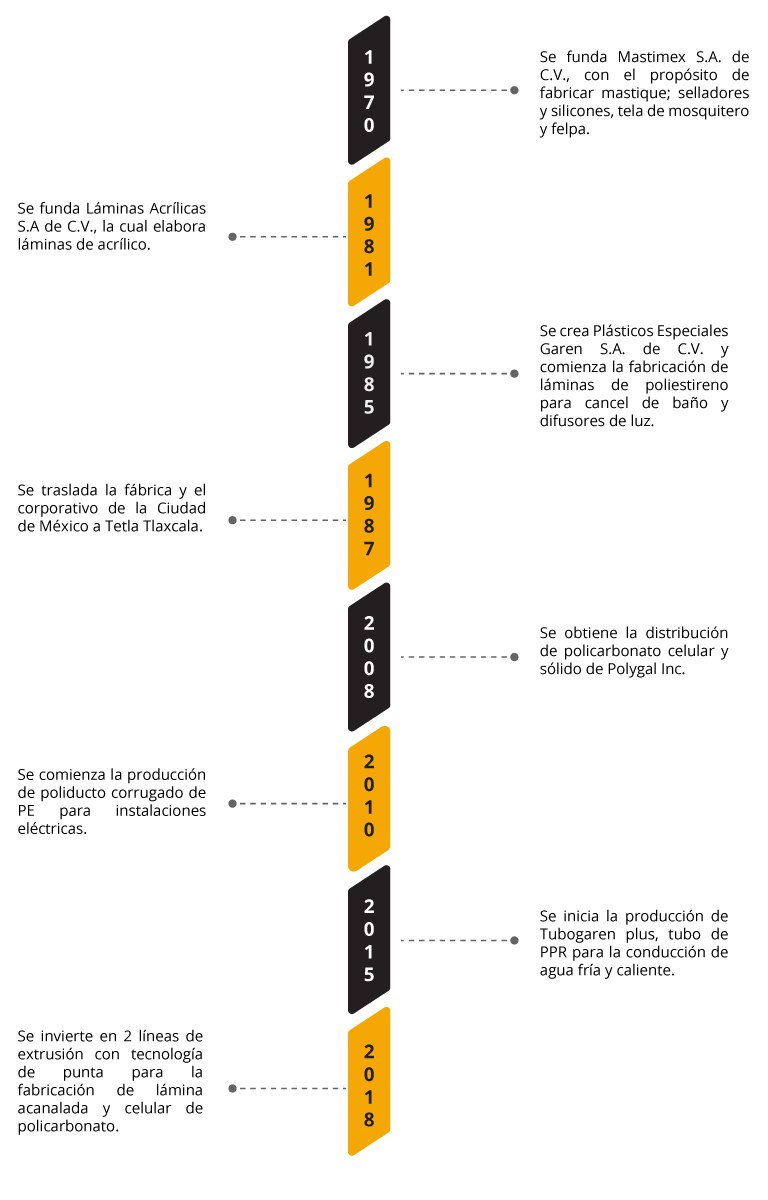 1970
Se funda Mastimex S.A. de
C.V., con el propósito de
fabricar mastique; selladores
y silicones, tela de mosquitero
y felpa.
1981
Se funda Láminas Acrílicas
S.A de C.V., la cual elabora
láminas de acrílico.
1985
Se crea Plásticos Especiales
Garen S.A. de C.V. y
comienza la fabricación de
láminas de poliestireno
para cancel de baño y
difusores de luz.
1987
Se traslada la fábrica y el
corporativo de la Ciudad
de México a Tetla Tlaxcala.
2008
Se obtiene la distribución
de policarbonato celular y
sólido de Polygal Inc.
2010
Se comienza la producción
de poliducto corrugado de
PE para instalaciones
eléctricas.
2015
Se inicia la producción de
Tubogaren plus, tubo de
PPR para la conducción de
agua fría y caliente.
2018
Se invierte en 2 líneas de
extrusión con tecnología
de punta para la
fabricación de lámina
acanalada y celular de
policarbonato.